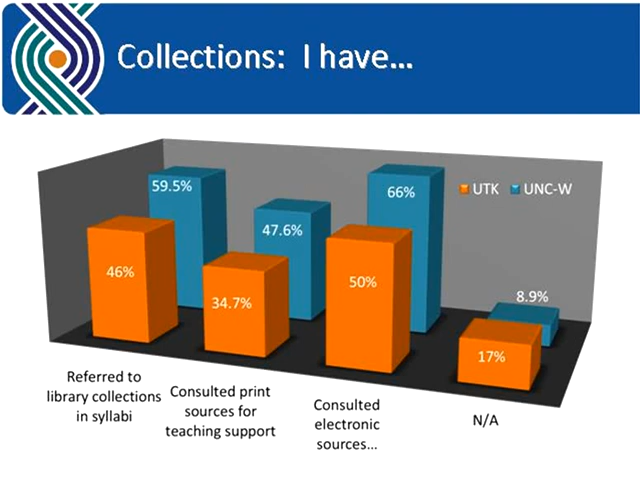 Collections: I have...
UTK UNC-W
59.5%
47.6%
66%
8.9%
46%
34.7%
50%
17%
Referred to
library collections
in syllabi
Consulted print
sources for
teaching support
Consulted
electronic
sources...
N/A